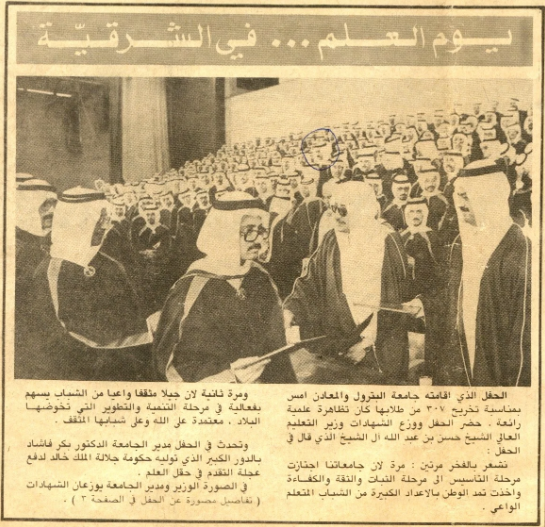 يـوم العـلـم ... في الشـرقيـّة
الحفل الذي اقامته جامعة البترول والمعادن امس
بمناسبة تخريج ٣٠٧ من طلابها كان تظاهرة علمية
رائعة . حضر الحفل ووزع الشهادات وزير التعليم
العالي الشيخ حسن بن عبد الله آل الشيخ الذي قال في
الحفل :
نشعر بالفخر مرتين : مرة لان جامعاتنا اجتازت
مرحلة التأسيس الى مرحلة الثبات والثقة والكفاءة
واخذت تمد الوطن بالاعداد الكبيرة من الشباب المتعلم
الواعي .
ومرة ثانية لان جيلا مثقفا واعيا من الشباب يسهم
بفعالية في مرحلة التنمية والتطوير التي تخوضها
البلاد ، معتمدة على الله وعلى شبابها المثقف .
وتحدث في الحفل مدير الجامعة الدكتور بكر
بالدور الكبير الذي توليه حكومة جلالة الملك خالد لدفع
عجلة التقدم في حقل العلم .
في الصورة الوزير ومدير الجامعة يوزعان الشهادات
( تفاصيل مصورة عن الحفل في الصفحة ٣ ) .